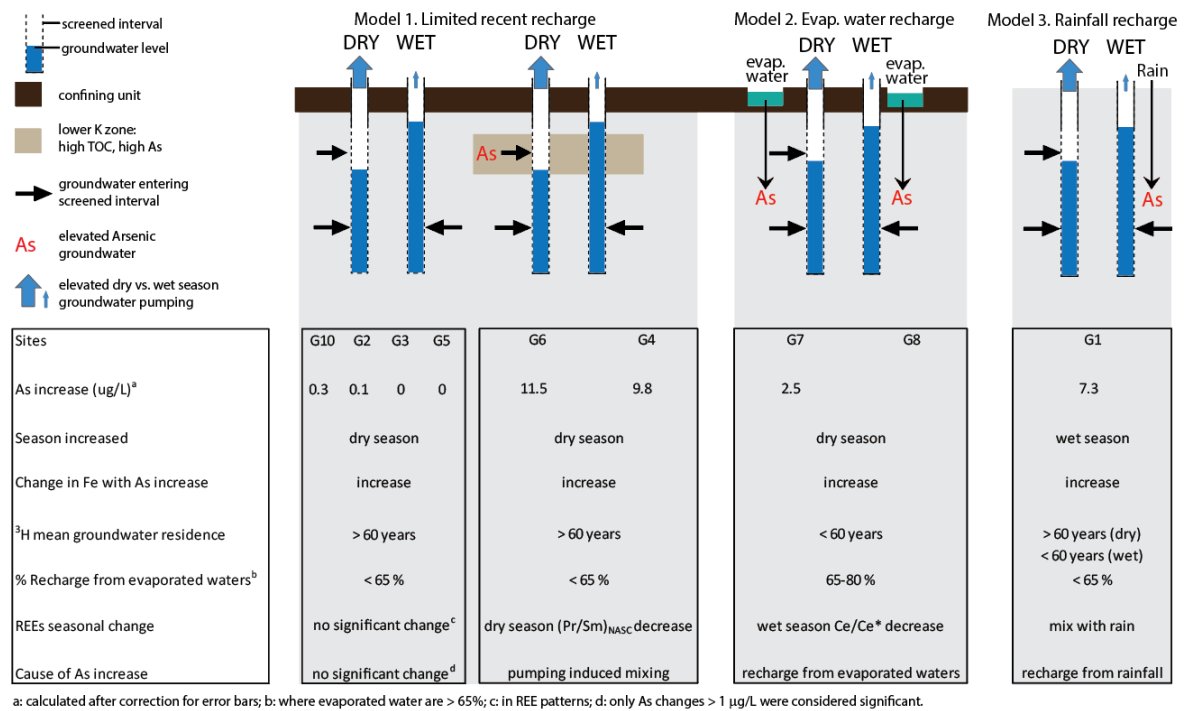 screened interval
groundwater level
confining unit
lower K zone:
high TOC, high As
groundwater entering
screened interval
As elevated Arsenic
groundwater
elevated dry vs. wet season
groundwater pumping
Model 1. Limited recent recharge
DRY WET DRY WET
As
Model 2. Evap. water recharge
DRY WET
evap.
water
evap.
water
As As
Model 3. Rainfall recharge
DRY WET
Rain
As
Sites G10 G2 G3 G5 G6 G4 G7 G8 G1
As increase (ug/L)a 0.3 0.1 0 0 11.5 9.8 2.5 7.3
Season increased dry season dry season dry season wet season
Change in Fe with As increase increase increase increase increase
3H mean groundwater residence > 60 years > 60 years < 60 years > 60 years (dry)
< 60 years (wet)
% Recharge from evaporated watersb < 65 % < 65 % 65-80 % < 65 %
REEs seasonal change no significant changec dry season (Pr/Sm)NASC decrease wet season Ce/Ce* decrease mix with rain
Cause of As increase no significant changed pumping induced mixing recharge from evaporated waters recharge from rainfall
a: calculated after correction for error bars; b: where evaporated water are > 65%; c: in REE patterns; d: only As changes > 1 µg/L were considered significant.